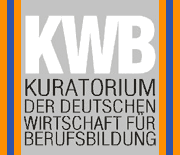 KWB
KURATORIUM
DER DEUTSCHEN
WIRTSCHAFT FÜR
BERUFSBILDUNG